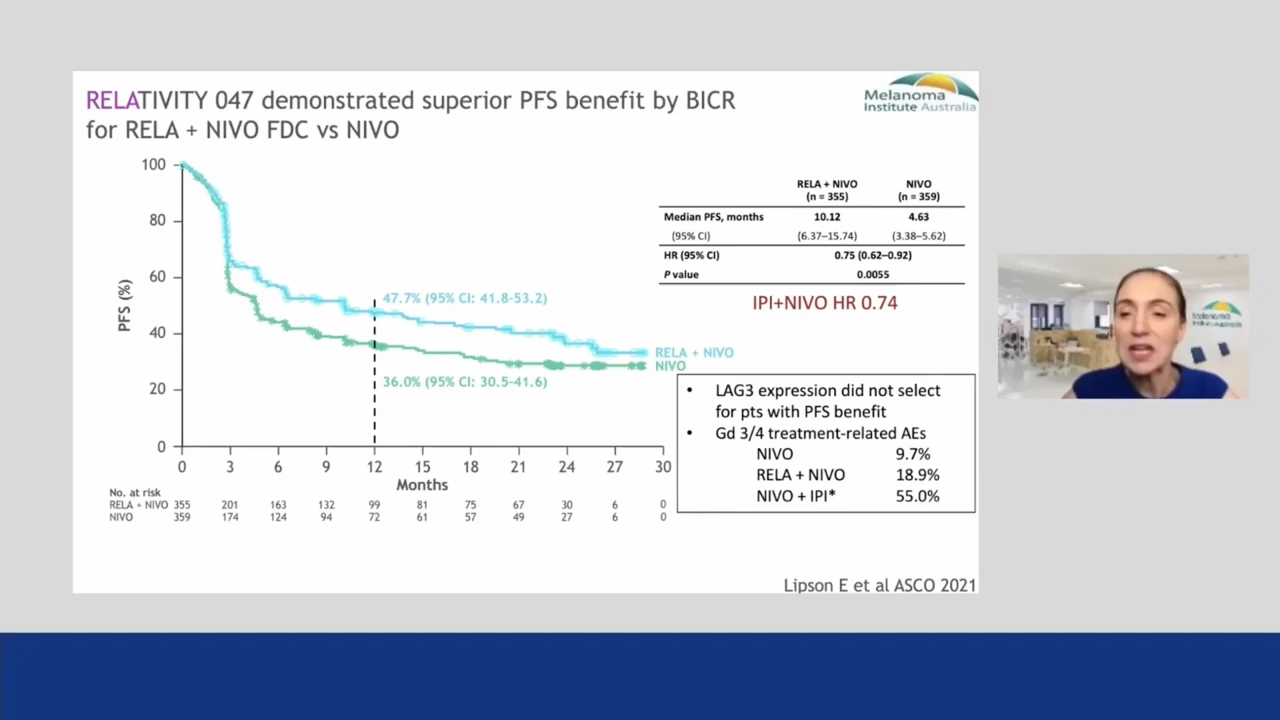 RELATIVITY 047 demonstrated superior PFS benefit by BICR
for RELA + NIVO FDC vs NIVO
Melanoma
Institute Australia
100
80
60
40
20
0
PFS (%)
47.7% (95% CI: 41.8-53.2)
36.0% (95% CI: 30.5-41.6)
RELA + NIVO
NIVO
0 3 6 9 12 15 18 21 24 27 30
Months
No. at risk
RELA + NIVO 355 201 163 132 99 81 75 67 30 6 0
NIVO 359 174 124 94 72 61 57 49 27 6 0
RELA + NIVO NIVO
(n = 355) (n = 359)
Median PFS, months 10.12 4.63
(95% CI) (6.37–15.74) (3.38–5.62)
HR (95% CI) 0.75 (0.62–0.92)
P value 0.0055
IPI+NIVO HR 0.74
• LAG3 expression did not select
for pts with PFS benefit
• Gd 3/4 treatment-related AEs
NIVO 9.7%
RELA + NIVO 18.9%
NIVO + IPI* 55.0%
Lipson E et al ASCO 2021
Melanoma
Institute Australia